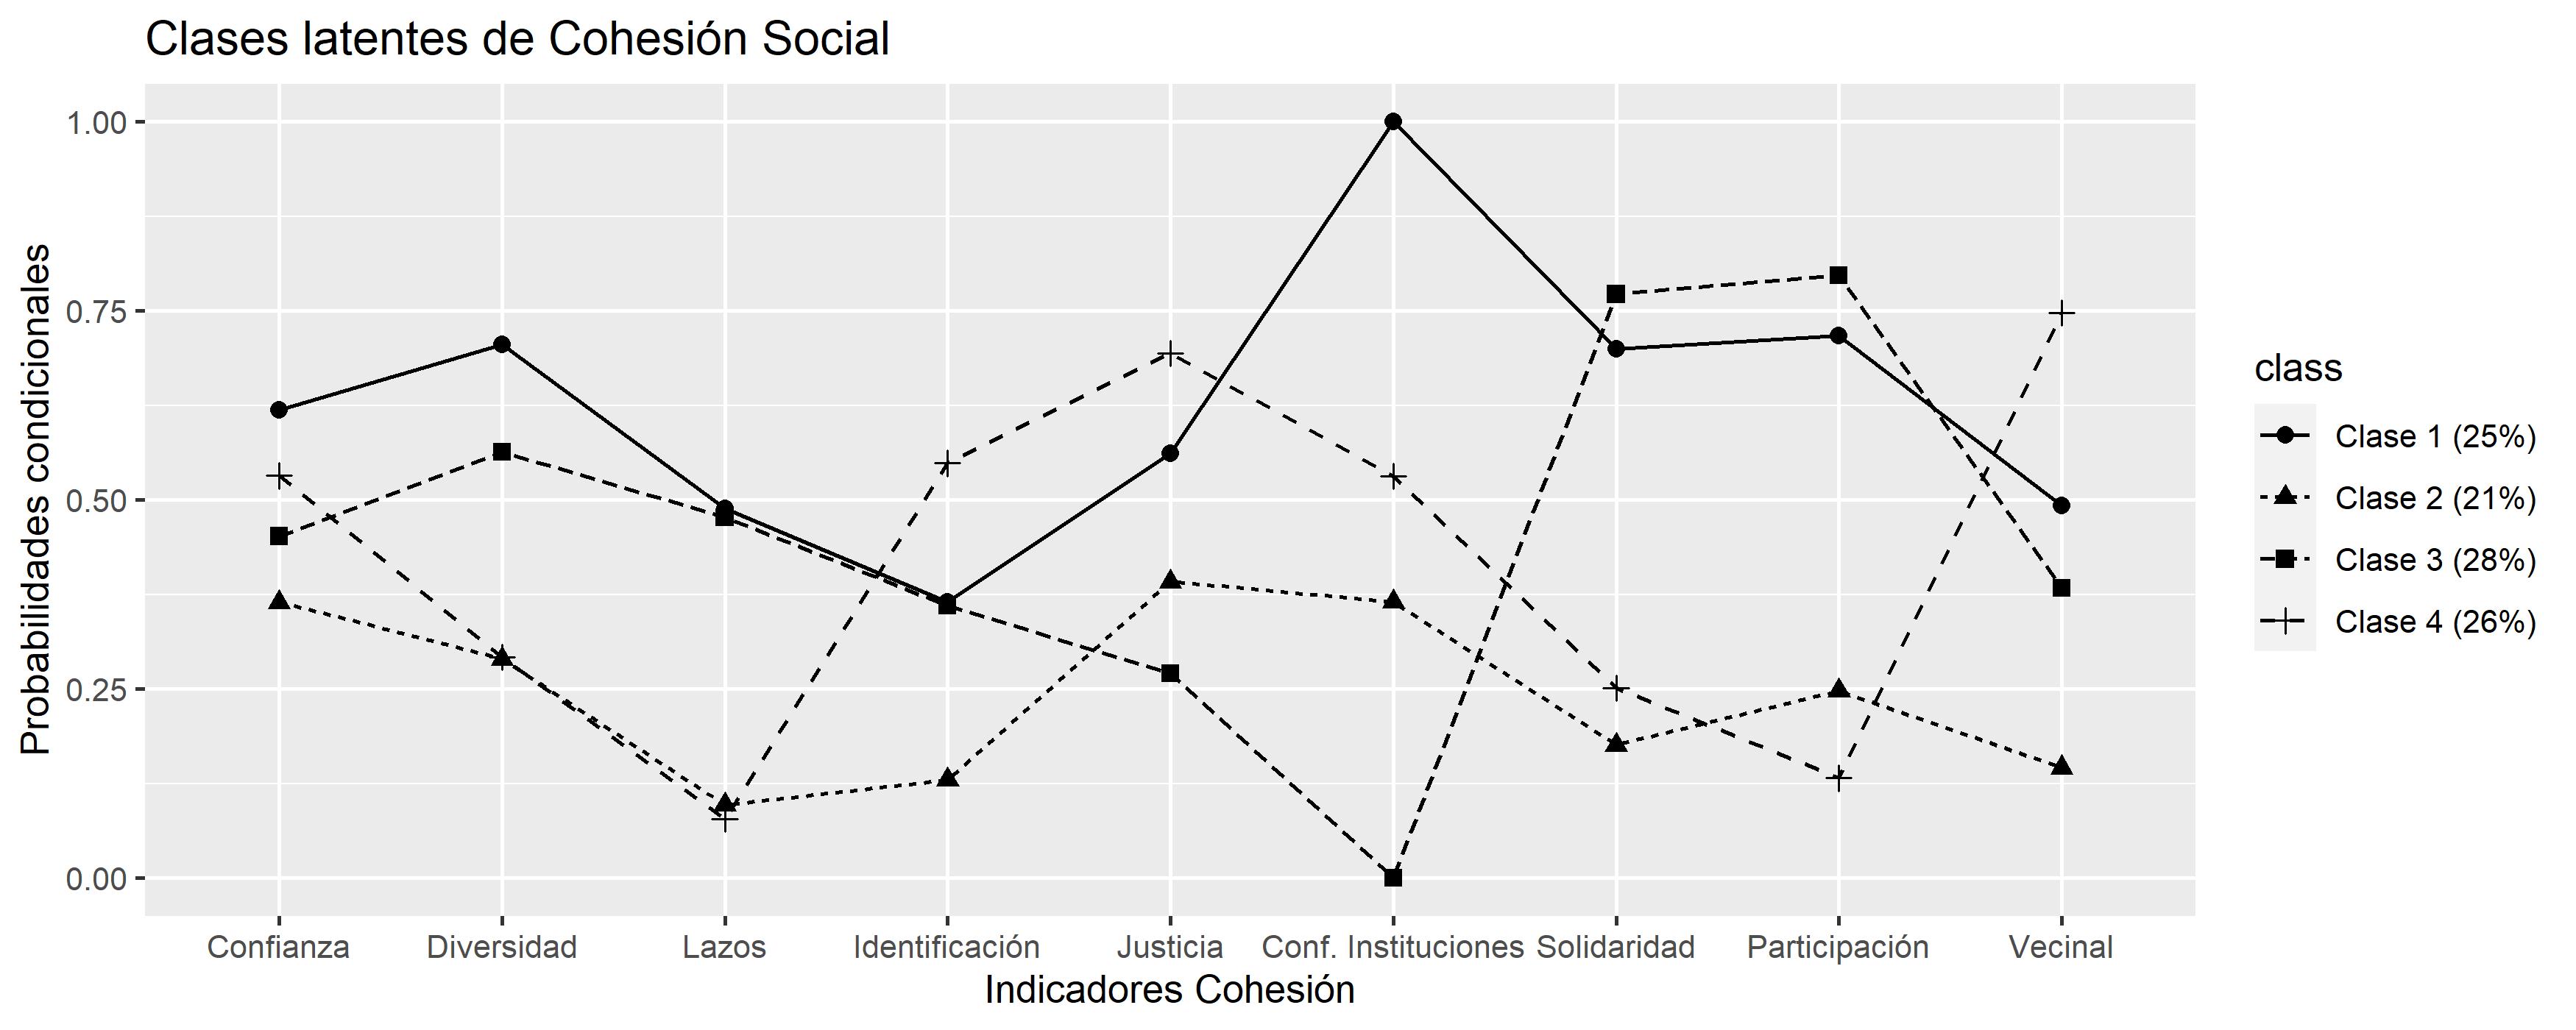 Clases latentes de Cohesión Social
Probabilidades condicionales
1.00
0.75
0.50
0.25
0.00
Confianza Diversidad Lazos Identificación Justicia Conf. Instituciones Solidaridad Participación Vecinal
Indicadores Cohesión
class
Clase 1 (25%)
Clase 2 (21%)
Clase 3 (28%)
Clase 4 (26%)